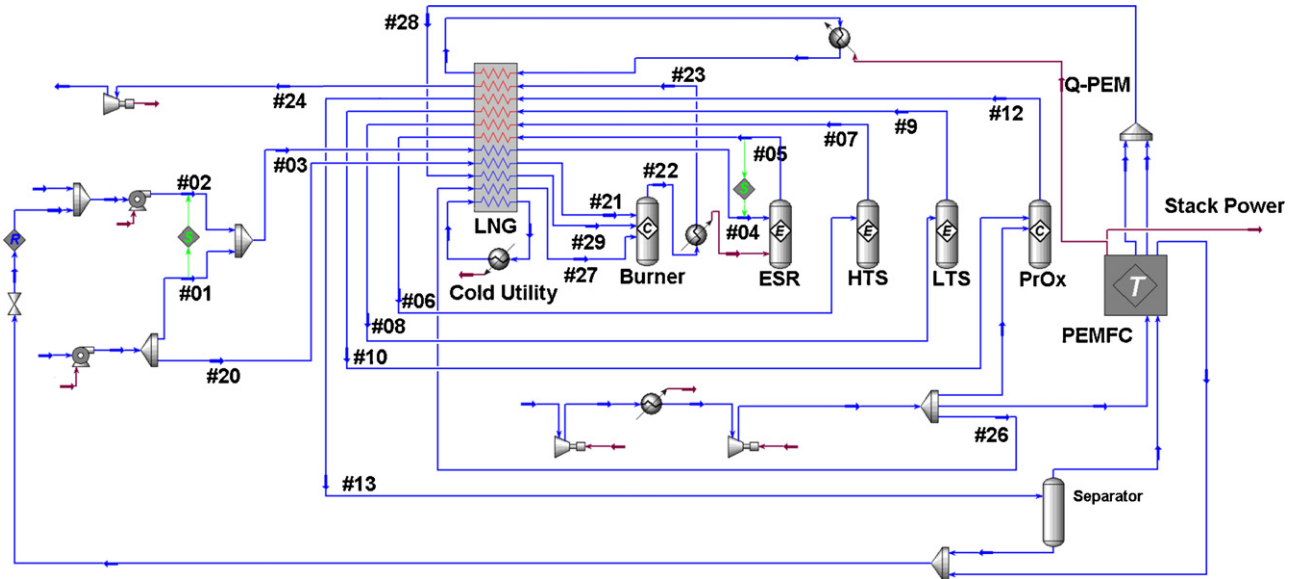 #28
#23
Q-PEM
#24
#12
#9
#07
#03
#05
#02
#22
#21
Stack Power
#04
LNG
#29
#01
#27
Burner
ESR
HTS
LTS
PrOx
Cold Utility
#06
#08
T
PEMFC
#10
#20
#26
#13
Separator
R
S
S
C
E
E
E
C